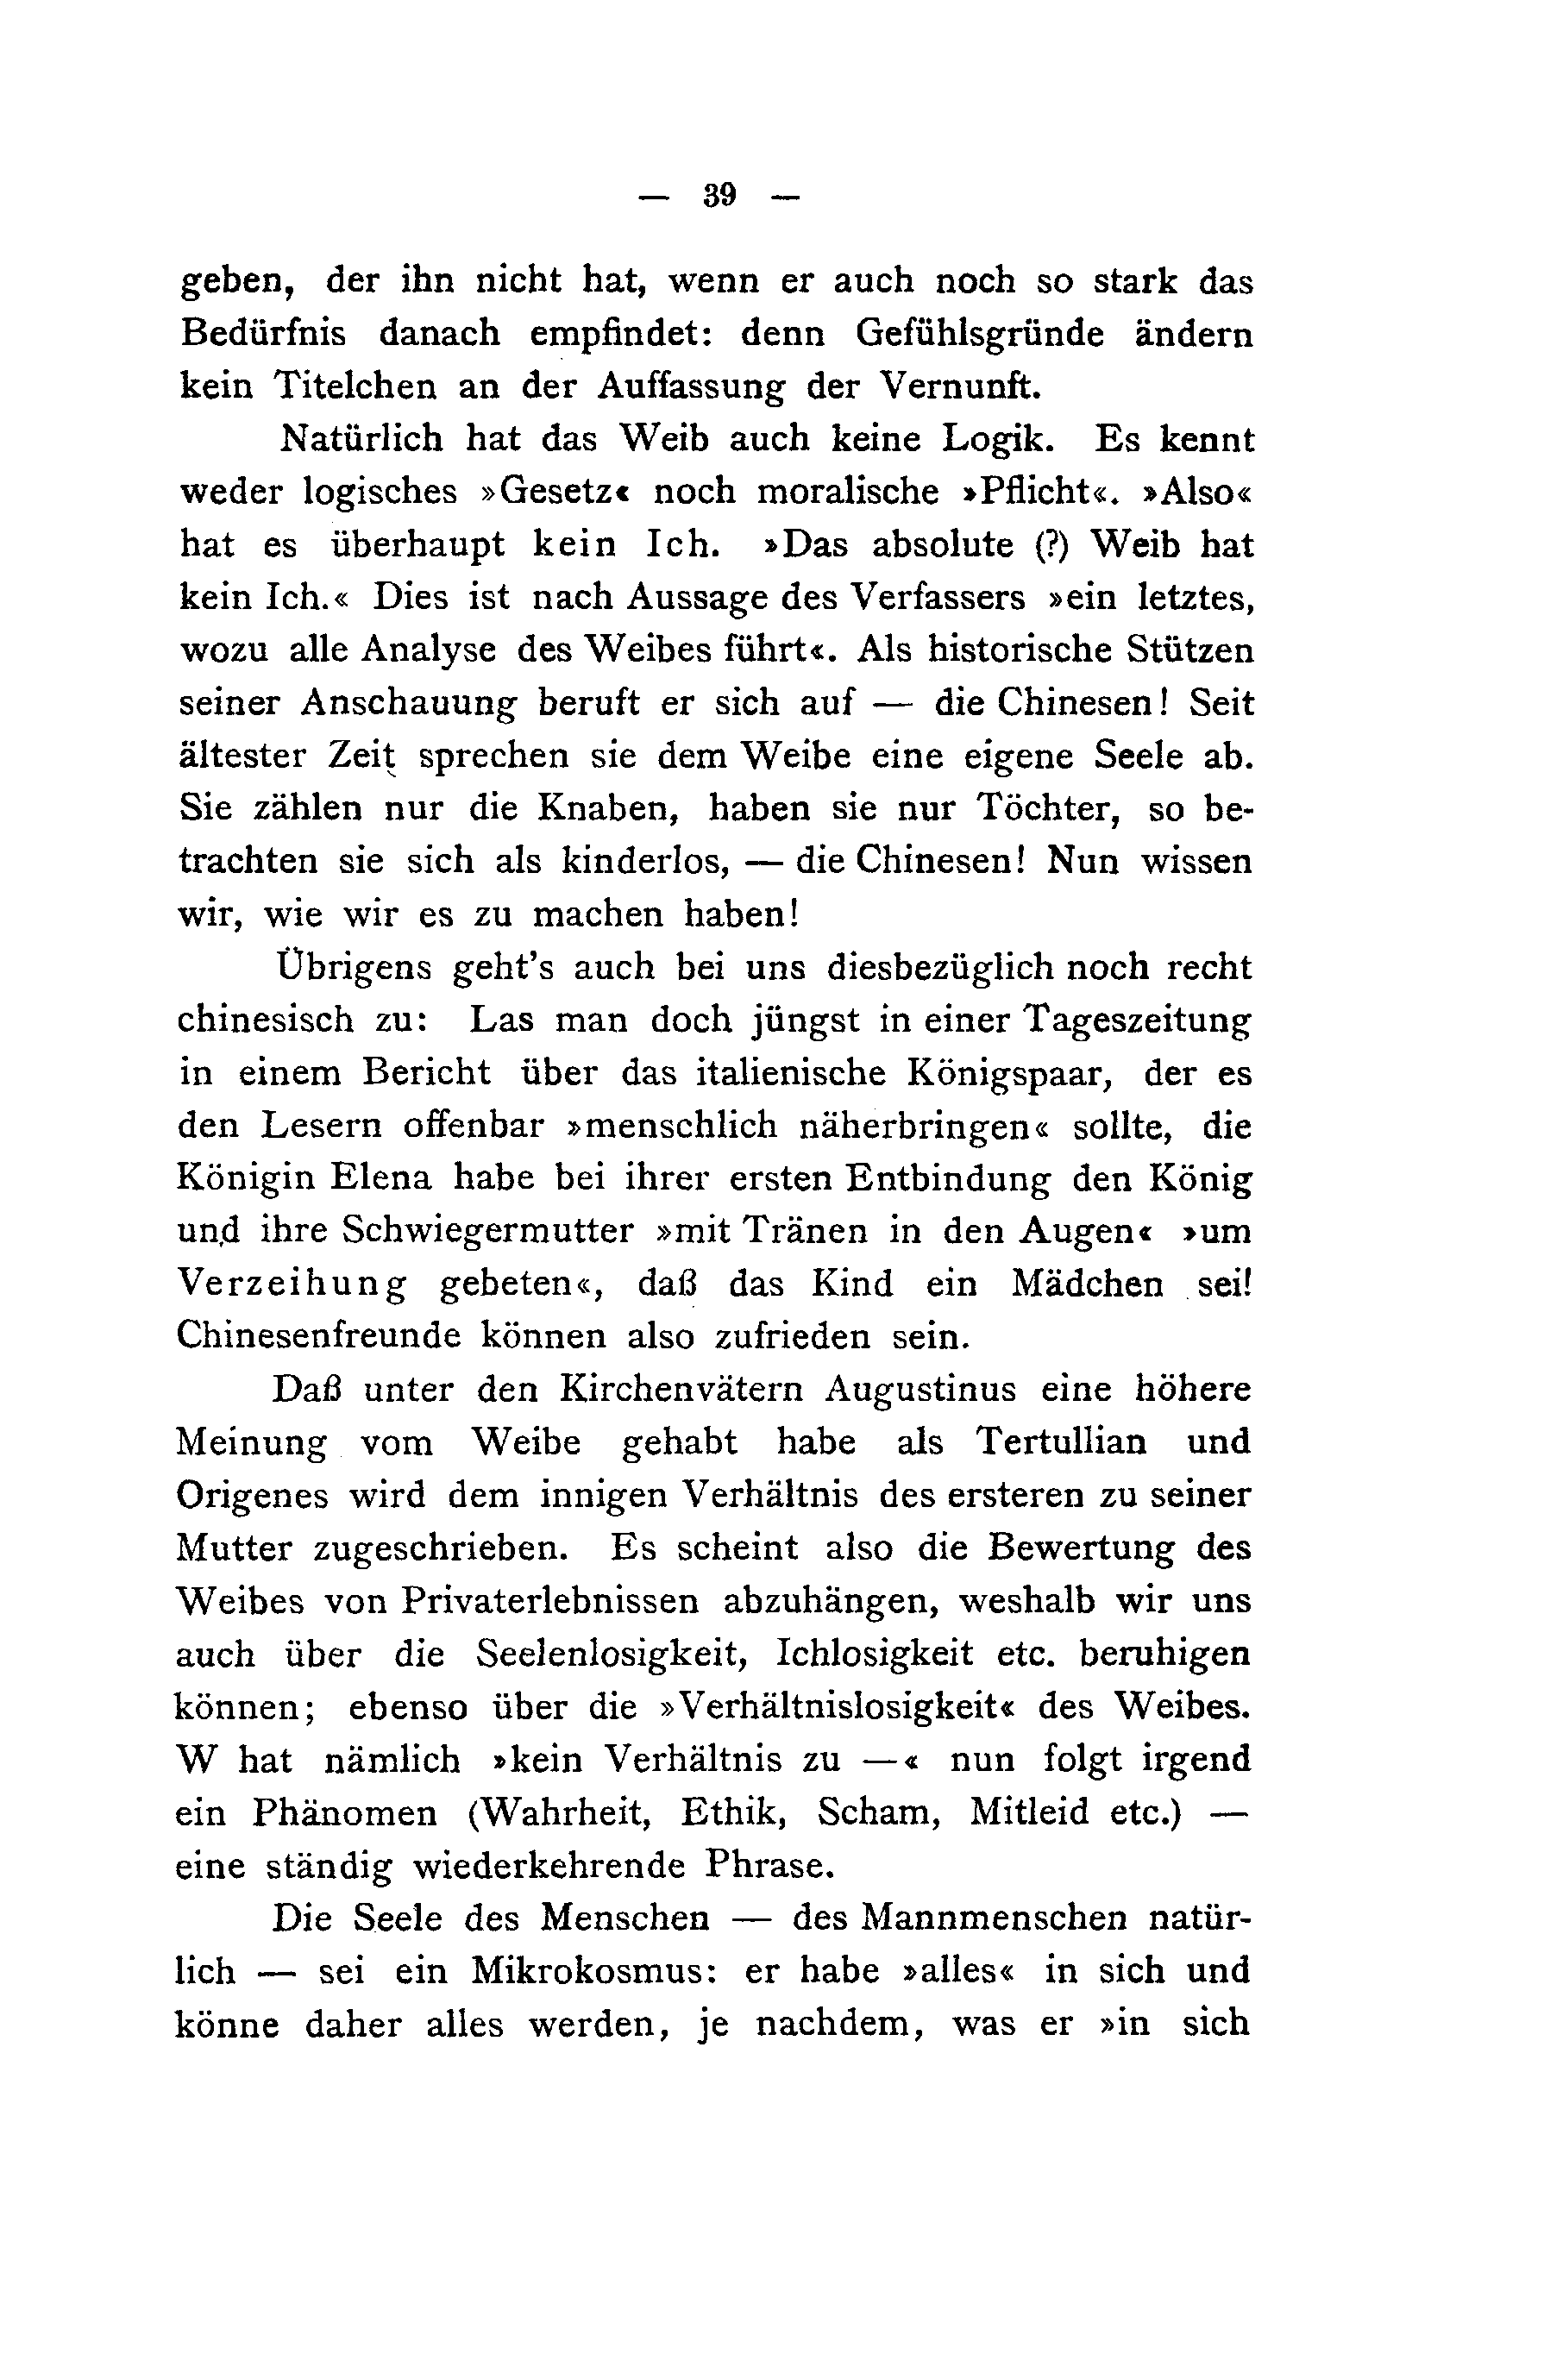 — 39 —
geben, der ihn nicht hat, wenn er auch noch so stark das
Bedürfnis danach empfindet: denn Gefühlsgründe ändern
kein Titelchen an der Auffassung der Vernunft.
Natürlich hat das Weib auch keine Logik. Es kennt
weder logisches »Gesetz« noch moralische »Pflicht«. »Also«
hat es überhaupt kein Ich. »Das absolute (?) Weib hat
kein Ich.« Dies ist nach Aussage des Verfassers »ein letztes,
wozu alle Analyse des Weibes führt«. Als historische Stützen
seiner Anschauung beruft er sich auf — die Chinesen! Seit
ältester Zeit sprechen sie dem Weibe eine eigene Seele ab.
Sie zählen nur die Knaben, haben sie nur Töchter, so be-
trachten sie sich als kinderlos, — die Chinesen! Nun wissen
wir, wie wir es zu machen haben!
Übrigens geht's auch bei uns diesbezüglich noch recht
chinesisch zu: Las man doch jüngst in einer Tageszeitung
in einem Bericht über das italienische Königspaar, der es
den Lesern offenbar »menschlich näherbringen« sollte, die
Königin Elena habe bei ihrer ersten Entbindung den König
und ihre Schwiegermutter »mit Tränen in den Augen« »um
Verzeihung gebeten«, daß das Kind ein Mädchen sei!
Chinesenfreunde können also zufrieden sein.
Daß unter den Kirchenvätern Augustinus eine höhere
Meinung vom Weibe gehabt habe als Tertullian und
Origenes wird dem innigen Verhältnis des ersteren zu seiner
Mutter zugeschrieben. Es scheint also die Bewertung des
Weibes von Privaterlebnissen abzuhängen, weshalb wir uns
auch über die Seelenlosigkeit, Ichlosigkeit etc. beruhigen
können; ebenso über die »Verhältnislosigkeit« des Weibes.
W hat nämlich »kein Verhältnis zu —« nun folgt irgend
ein Phänomen (Wahrheit, Ethik, Scham, Mitleid etc.) —
eine ständig wiederkehrende Phrase.
Die Seele des Menschen — des Mannmenschen natür-
lich — sei ein Mikrokosmus: er habe »alles« in sich und
könne daher alles werden, je nachdem, was er »in sich